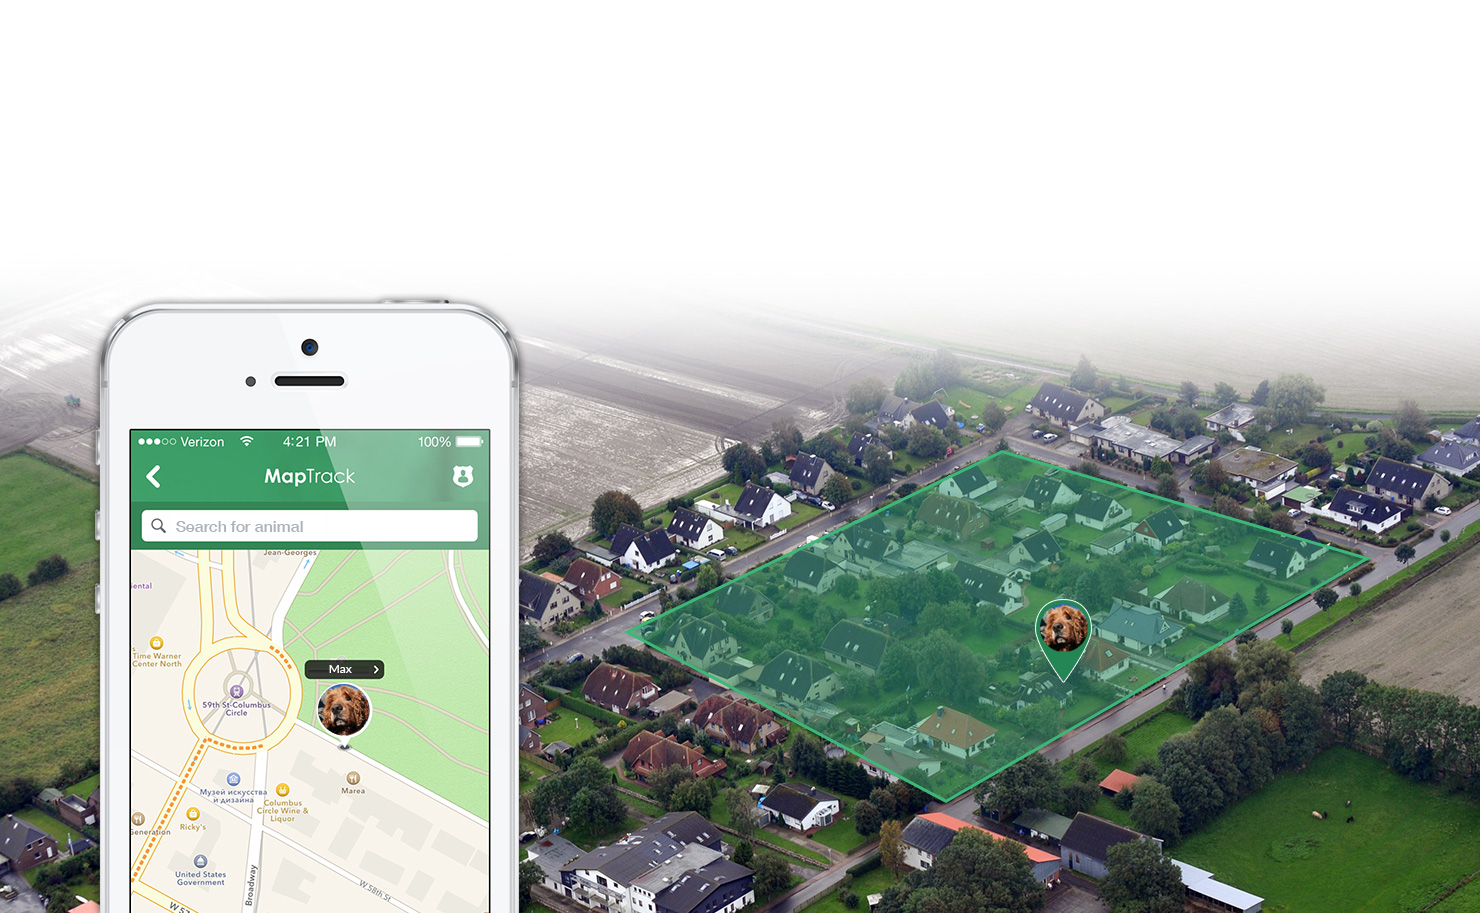 Verizon
4:21 PM
100%
MapTrack
Search for animal
Jean-Georges
ental
Time Warner
Center North
Max
59th St-Columbus
Circle
Музей искусства
и дизайна
Marea
Columbus
Circle Wine &
Liquor
Ricky's
Generation
United States
Government
Broadway
W 58th St
W 57